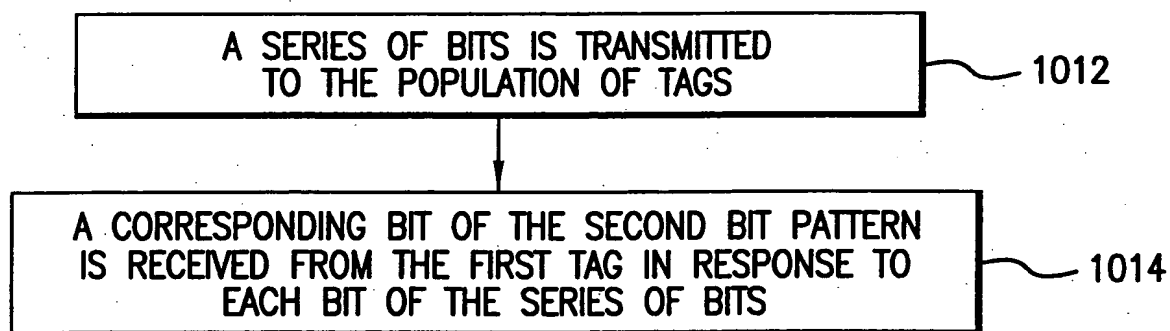 A SERIES OF BITS IS TRANSMITTED
TO THE POPULATION OF TAGS
1012
A CORRESPONDING BIT OF THE SECOND BIT PATTERN
IS RECEIVED FROM THE FIRST TAG IN RESPONSE TO
EACH BIT OF THE SERIES OF BITS
1014